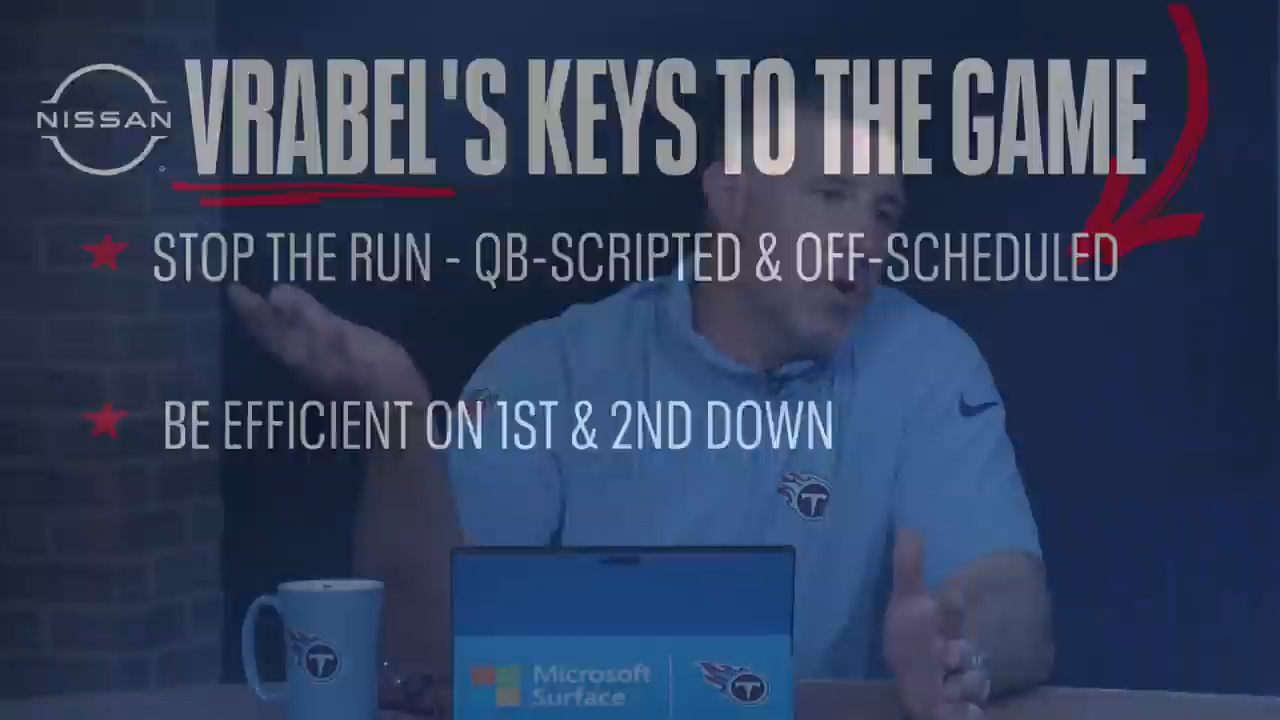 NISSAN
VRABEL'S KEYS TO THE GAME
STOP THE RUN - QB-SCRIPTED & OFF-SCHEDULED
BE EFFICIENT ON 1ST & 2ND DOWN
T
T
Microsoft
Surface
T